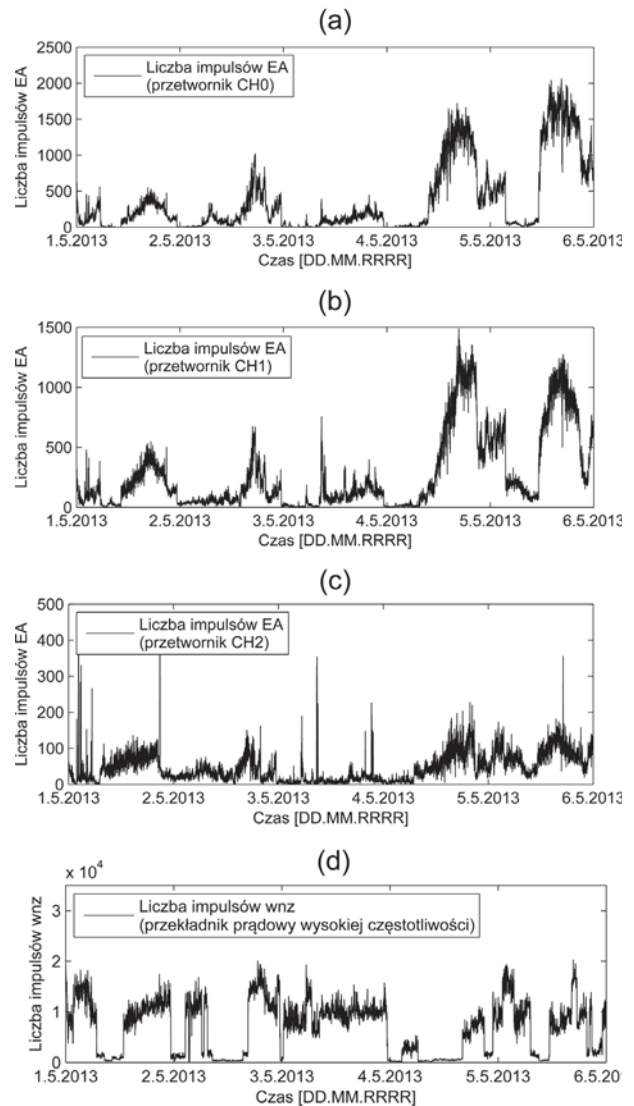 (a)
2500
2000
1500
1000
500
0
Liczba impulsów EA
Liczba impulsów EA
(przetwornik CH0)
1.5.2013 2.5.2013 3.5.2013 4.5.2013 5.5.2013 6.5.2013
Czas [DD.MM.RRRR]
(b)
1500
1000
500
0
Liczba impulsów EA
Liczba impulsów EA
(przetwornik CH1)
1.5.2013 2.5.2013 3.5.2013 4.5.2013 5.5.2013 6.5.2013
Czas [DD.MM.RRRR]
(c)
500
400
300
200
100
0
Liczba impulsów EA
Liczba impulsów EA
(przetwornik CH2)
1.5.2013 2.5.2013 3.5.2013 4.5.2013 5.5.2013 6.5.2013
Czas [DD.MM.RRRR]
(d)
x 10⁴
3
2
1
0
Liczba impulsów wnz
Liczba impulsów wnz
(przekładnik prądowy wysokiej częstotliwości)
1.5.2013 2.5.2013 3.5.2013 4.5.2013 5.5.2013 6.5.201
Czas [DD.MM.RRRR]